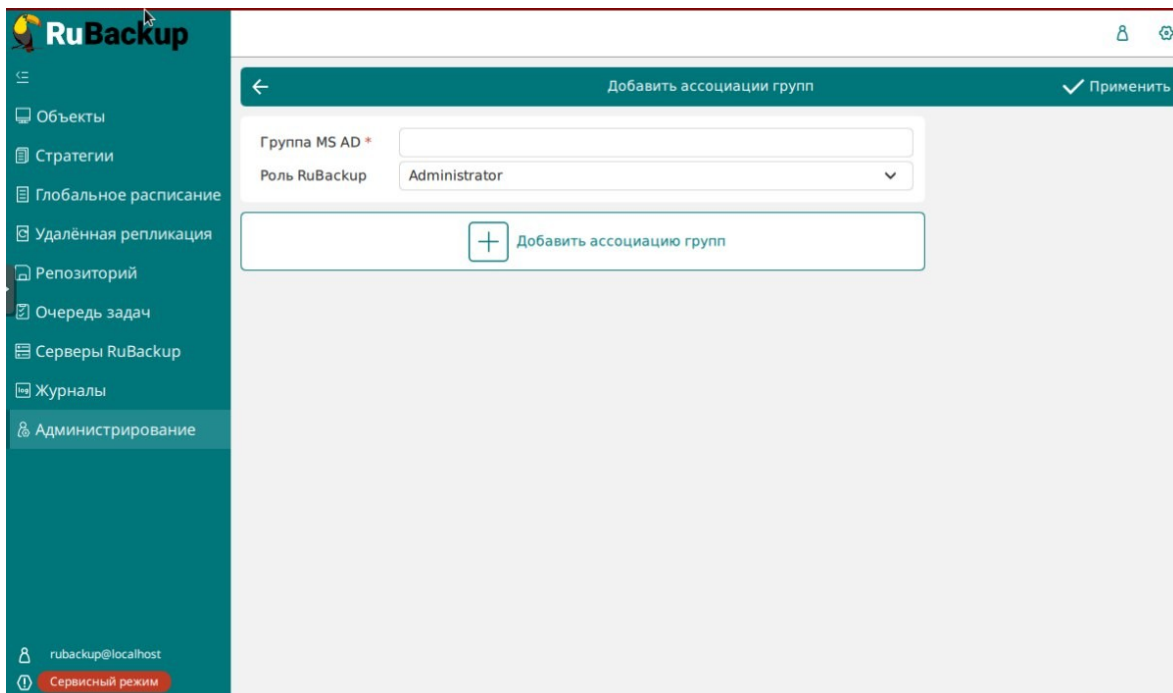 RuBackup
Добавить ассоциации групп
Применить
Объекты
Стратегии
Глобальное расписание
Удалённая репликация
Репозиторий
Очередь задач
Серверы RuBackup
log Журналы
Администрирование
Группа MS AD *
Роль RuBackup
Administrator
Добавить ассоциацию групп
rubackup@localhost
Сервисный режим